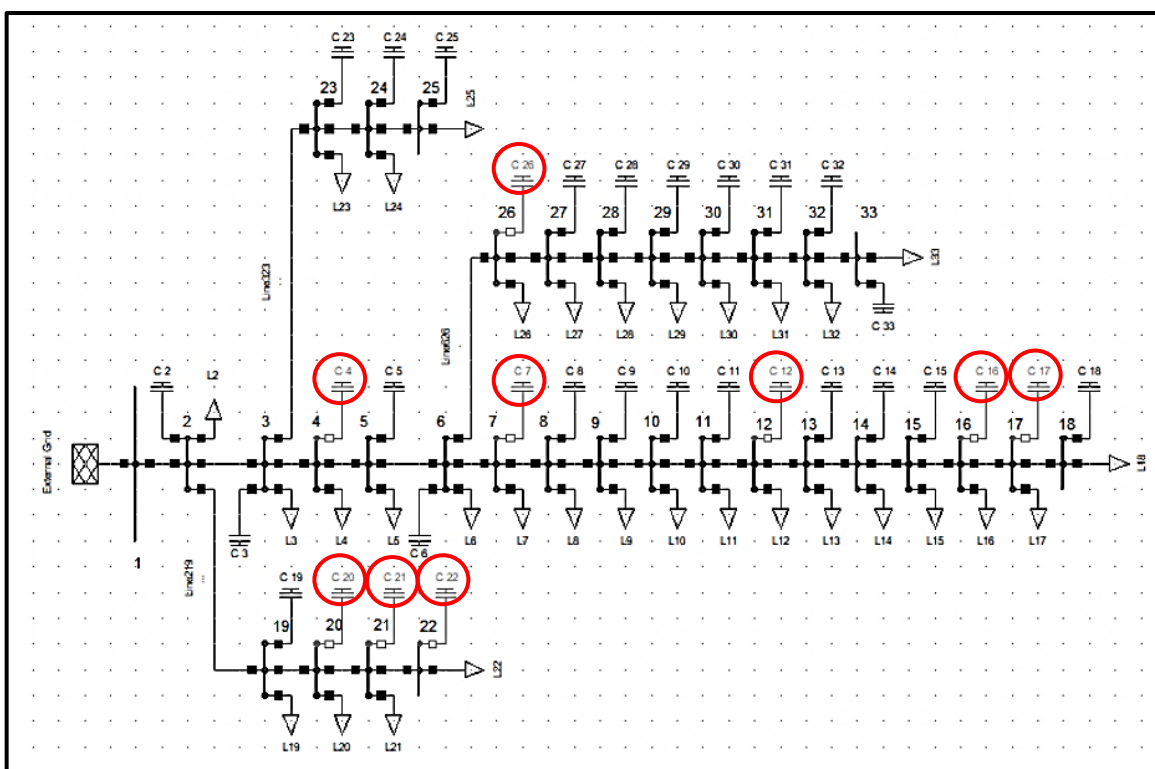 C 23 C 24 C 25
23 24 25
L25
L23 L24
C 26 C 27 C 28 C 29 C 30 C 31 C 32
26 27 28 29 30 31 32 33
L33
Line323
...
L26 L27 L28 L29 L30 L31 L32
C 33
Line626
...
C 2 L2 C 4 C 5 C 7 C 8 C 9 C 10 C 11 C 12 C 13 C 14 C 15 C 16 C 17 C 18
2 3 4 5 6 7 8 9 10 11 12 13 14 15 16 17 18
External Grid
L18
1
C 3 L3 L4 L5 C 6 L6 L7 L8 L9 L10 L11 L12 L13 L14 L15 L16 L17
Line219
...
C 19 C 20 C 21 C 22
19 20 21 22
L22
L19 L20 L21